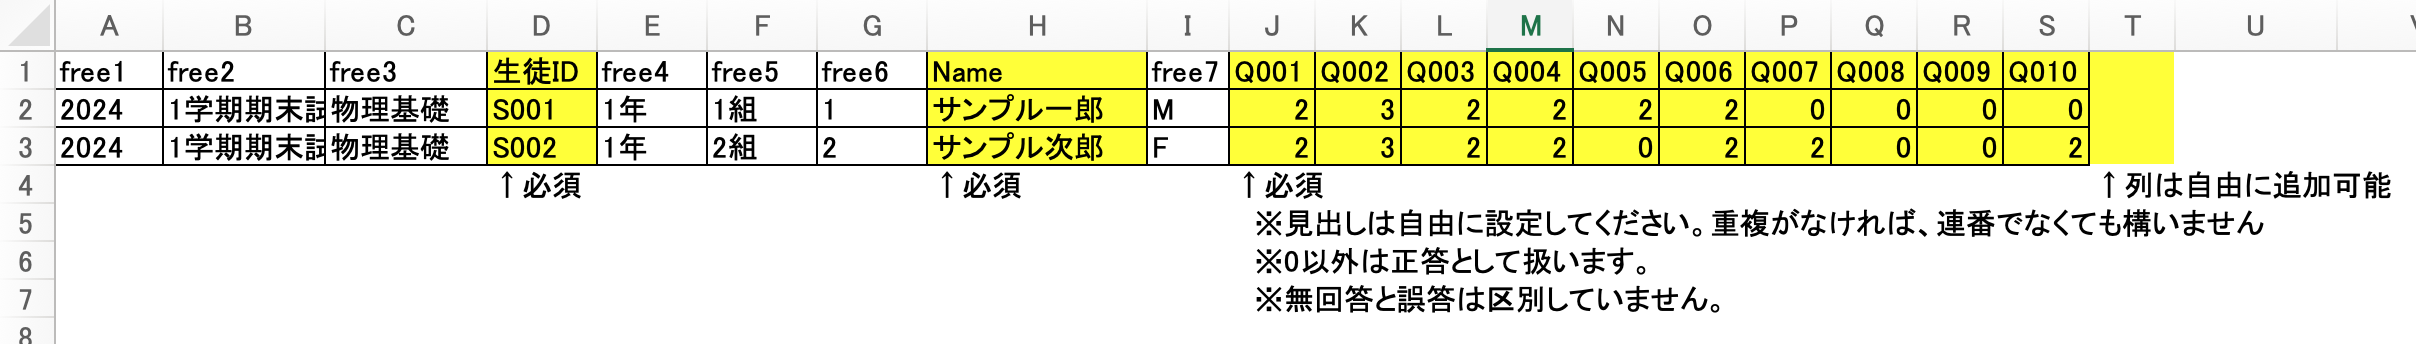 A B C D E F G H I J K L M N O P Q R S T U
1 free1 free2 free3 生徒ID free4 free5 free6 Name free7 Q001 Q002 Q003 Q004 Q005 Q006 Q007 Q008 Q009 Q010
2 2024 1学期期末試 物理基礎 S001 1年 1組 1 サンプル一郎 M 2 3 2 2 2 2 0 0 0 0
3 2024 1学期期末試 物理基礎 S002 1年 2組 2 サンプル次郎 F 2 3 2 2 0 2 2 0 0 2
4 ↑必須 ↑必須 ↑必須 ↑列は自由に追加可能
5 ※見出しは自由に設定してください。重複がなければ、連番でなくても構いません
6 ※0以外は正答として扱います。
7 ※無回答と誤答は区別していません。
8